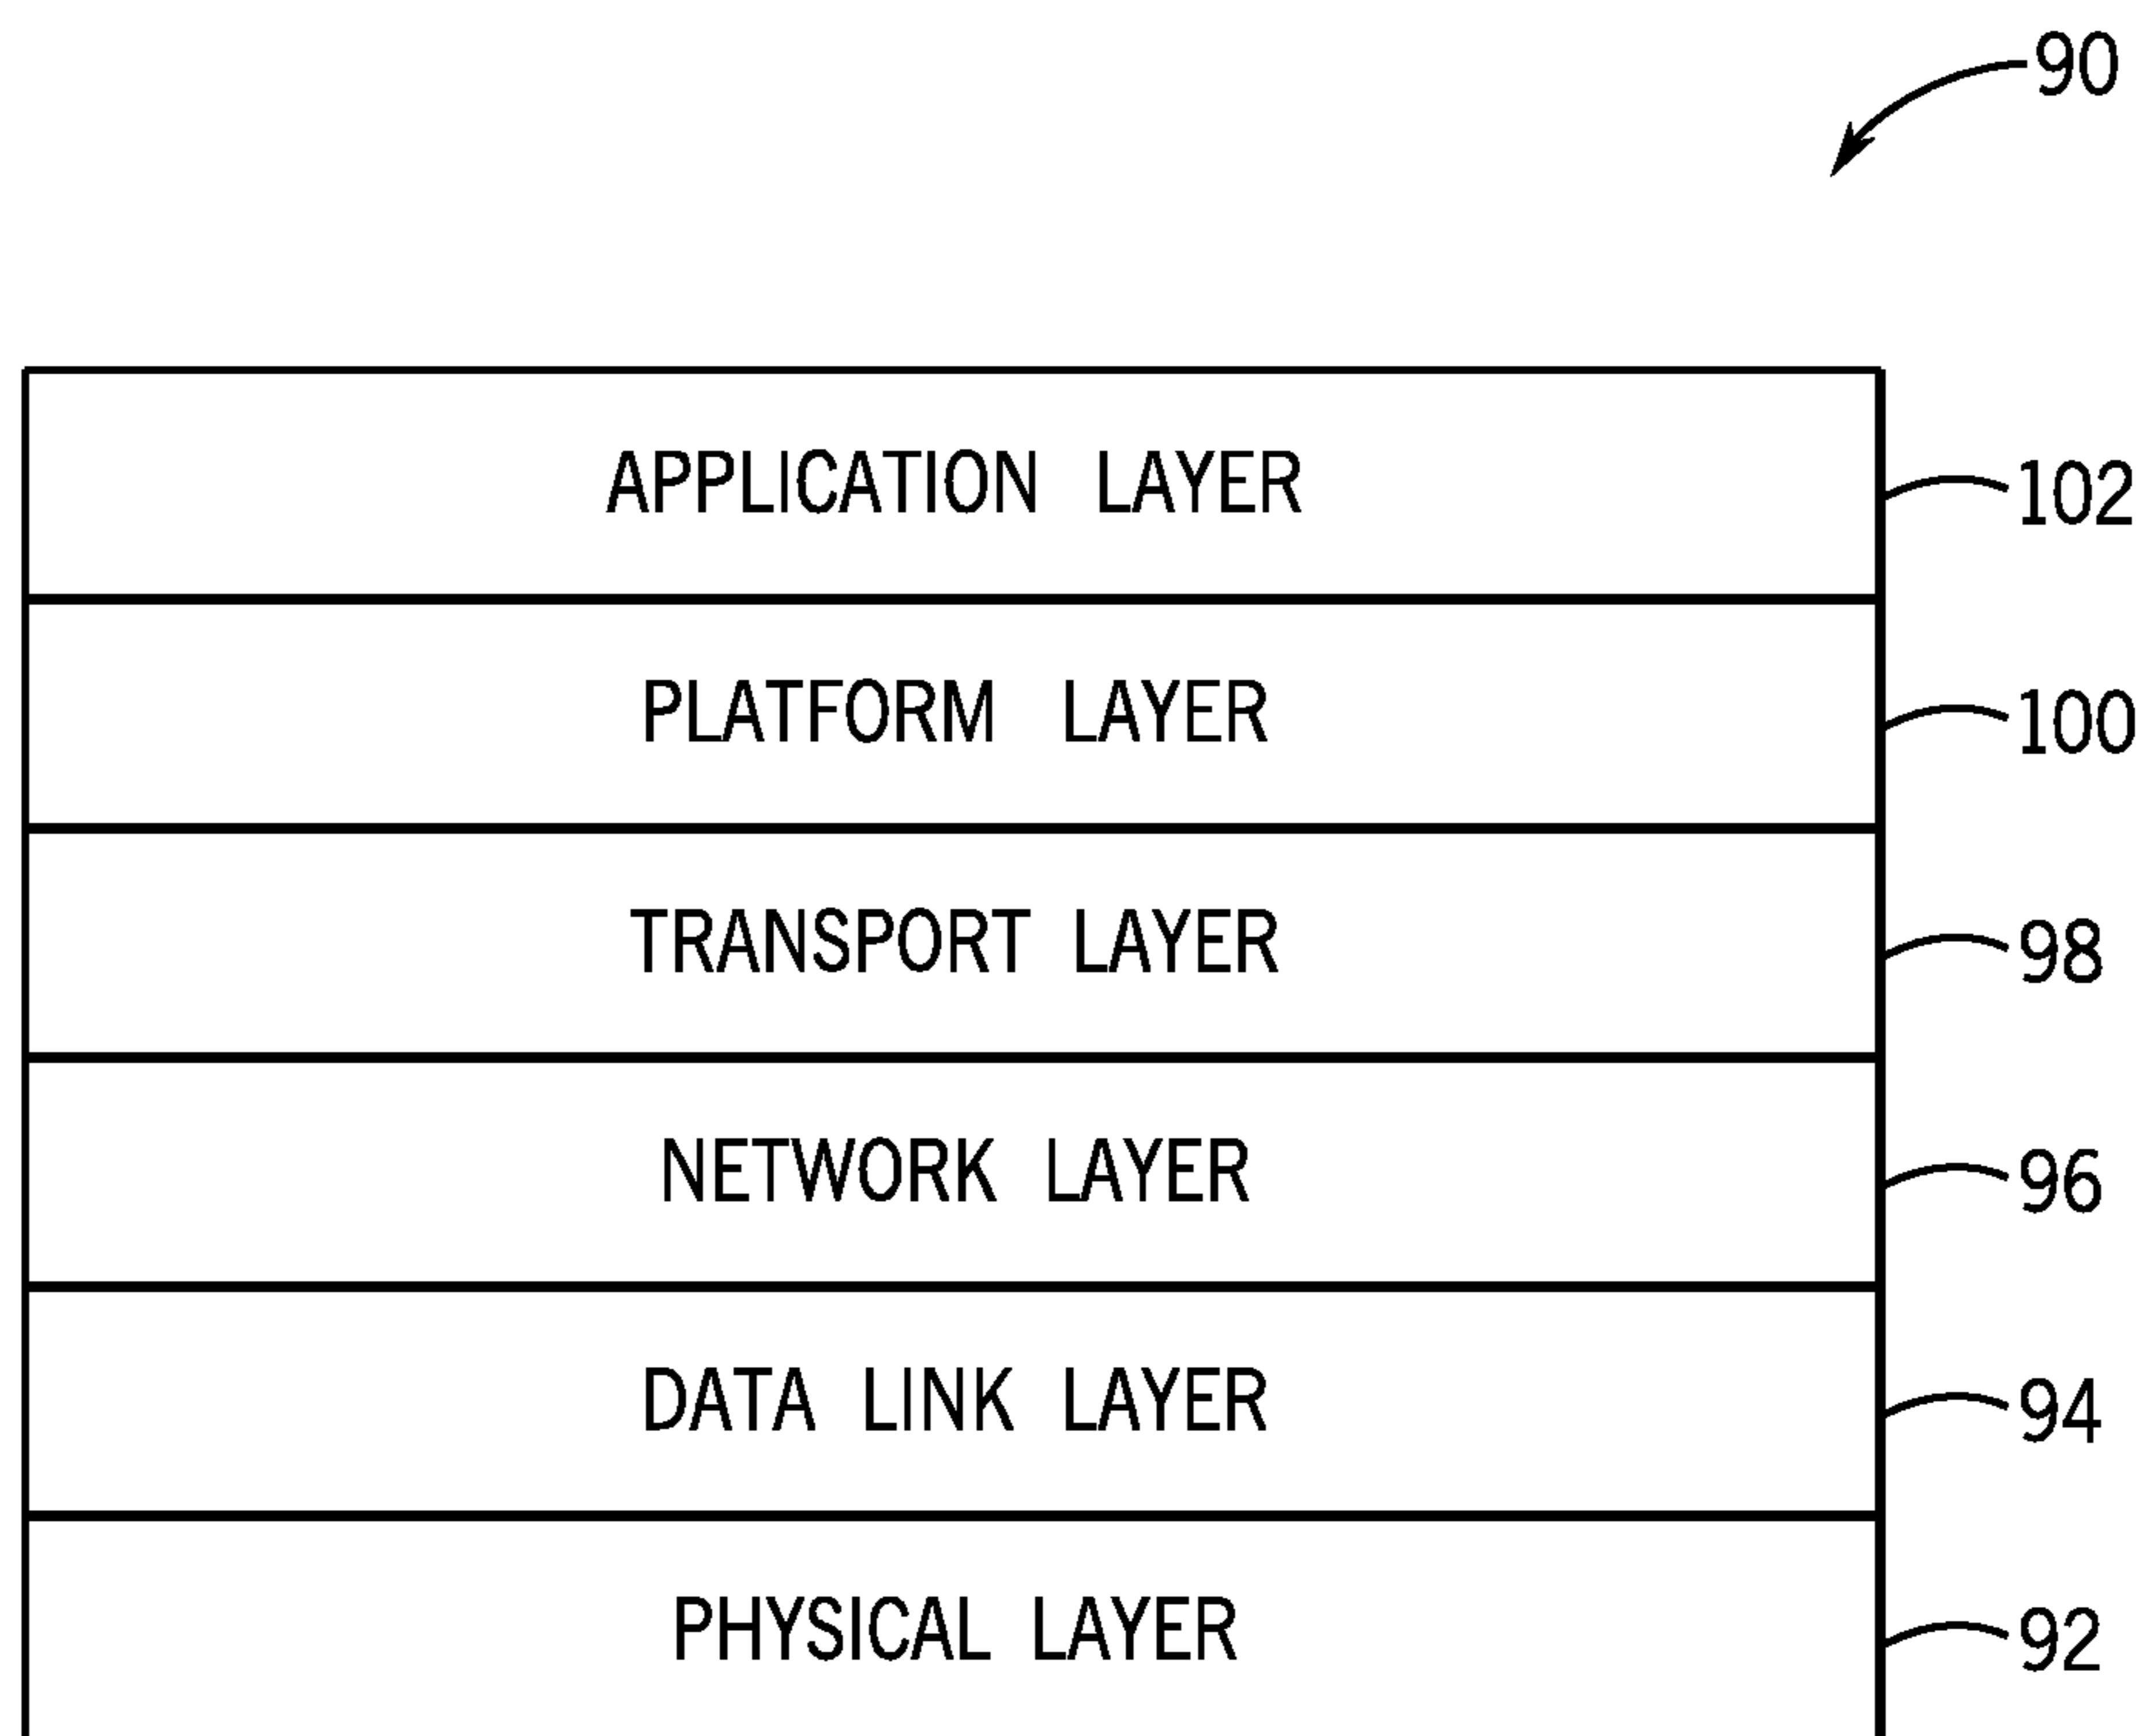 90
APPLICATION LAYER 102
PLATFORM LAYER 100
TRANSPORT LAYER 98
NETWORK LAYER 96
DATA LINK LAYER 94
PHYSICAL LAYER 92